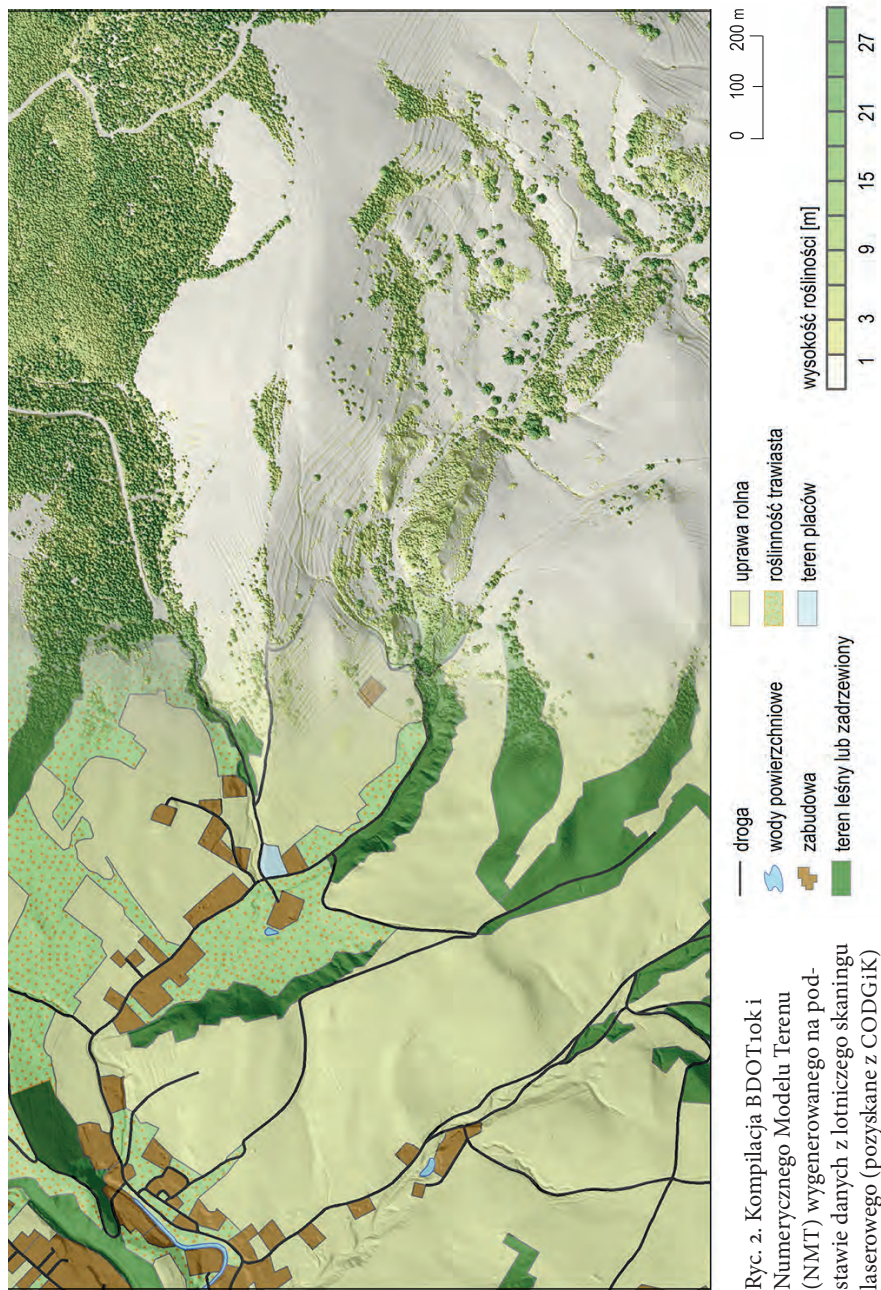 Ryc. 2. Kompilacja BDOT10k i
Numerycznego Modelu Terenu
(NMT) wygenerowanego na pod-
stawie danych z lotniczego skaningu
laserowego (pozyskane z CODGiK)
droga
wody powierzchniowe
zabudowa
teren leśny lub zadrzewiony
uprawa rolna
roślinność trawiasta
teren placów
0 100 200 m
wysokość rośliności [m]
1 3 9 15 21 27